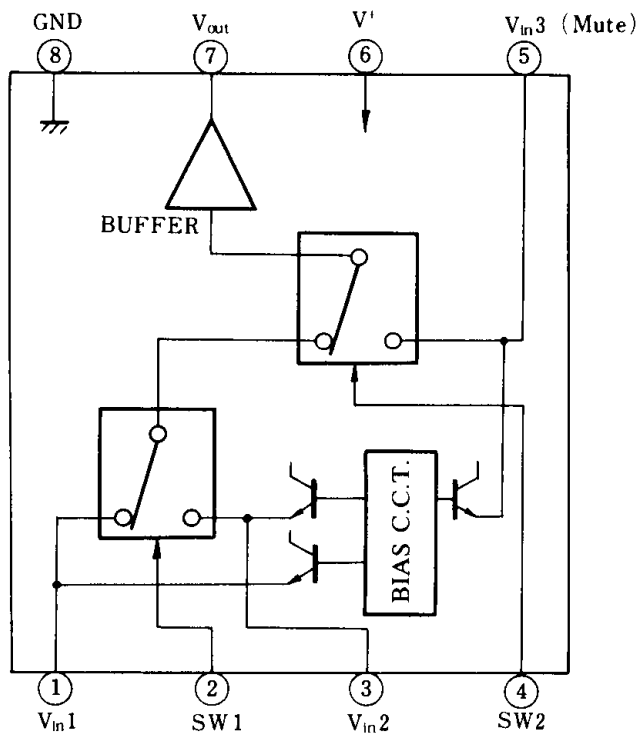 GND Vout V⁺ Vin3 (Mute)
8 7 6 5
BUFFER
BIAS C.C.T.
1 2 3 4
Vin1 SW1 Vin2 SW2